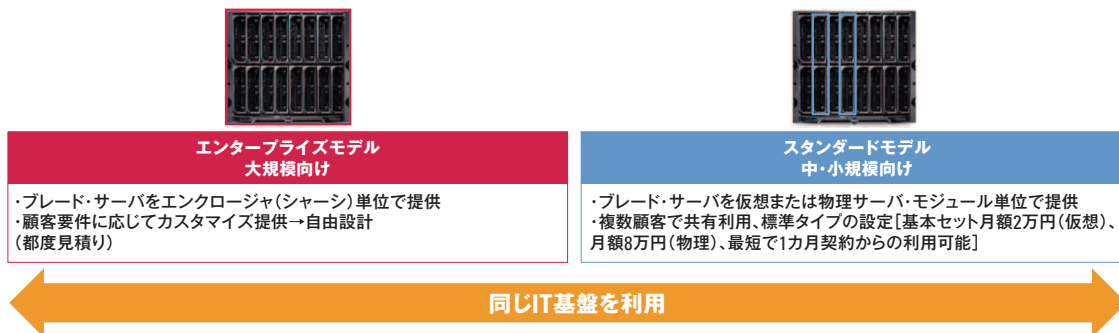 エンタープライズモデル
大規模向け
・ブレード・サーバをエンクロージャ(シャーシ)単位で提供
・顧客要件に応じてカスタマイズ提供→自由設計
(都度見積り)
スタンダードモデル
中・小規模向け
・ブレード・サーバを仮想または物理サーバ・モジュール単位で提供
・複数顧客で共有利用、標準タイプの設定[基本セット月額2万円(仮想)、
月額8万円(物理)、最短で1カ月契約からの利用可能]
同じIT基盤を利用